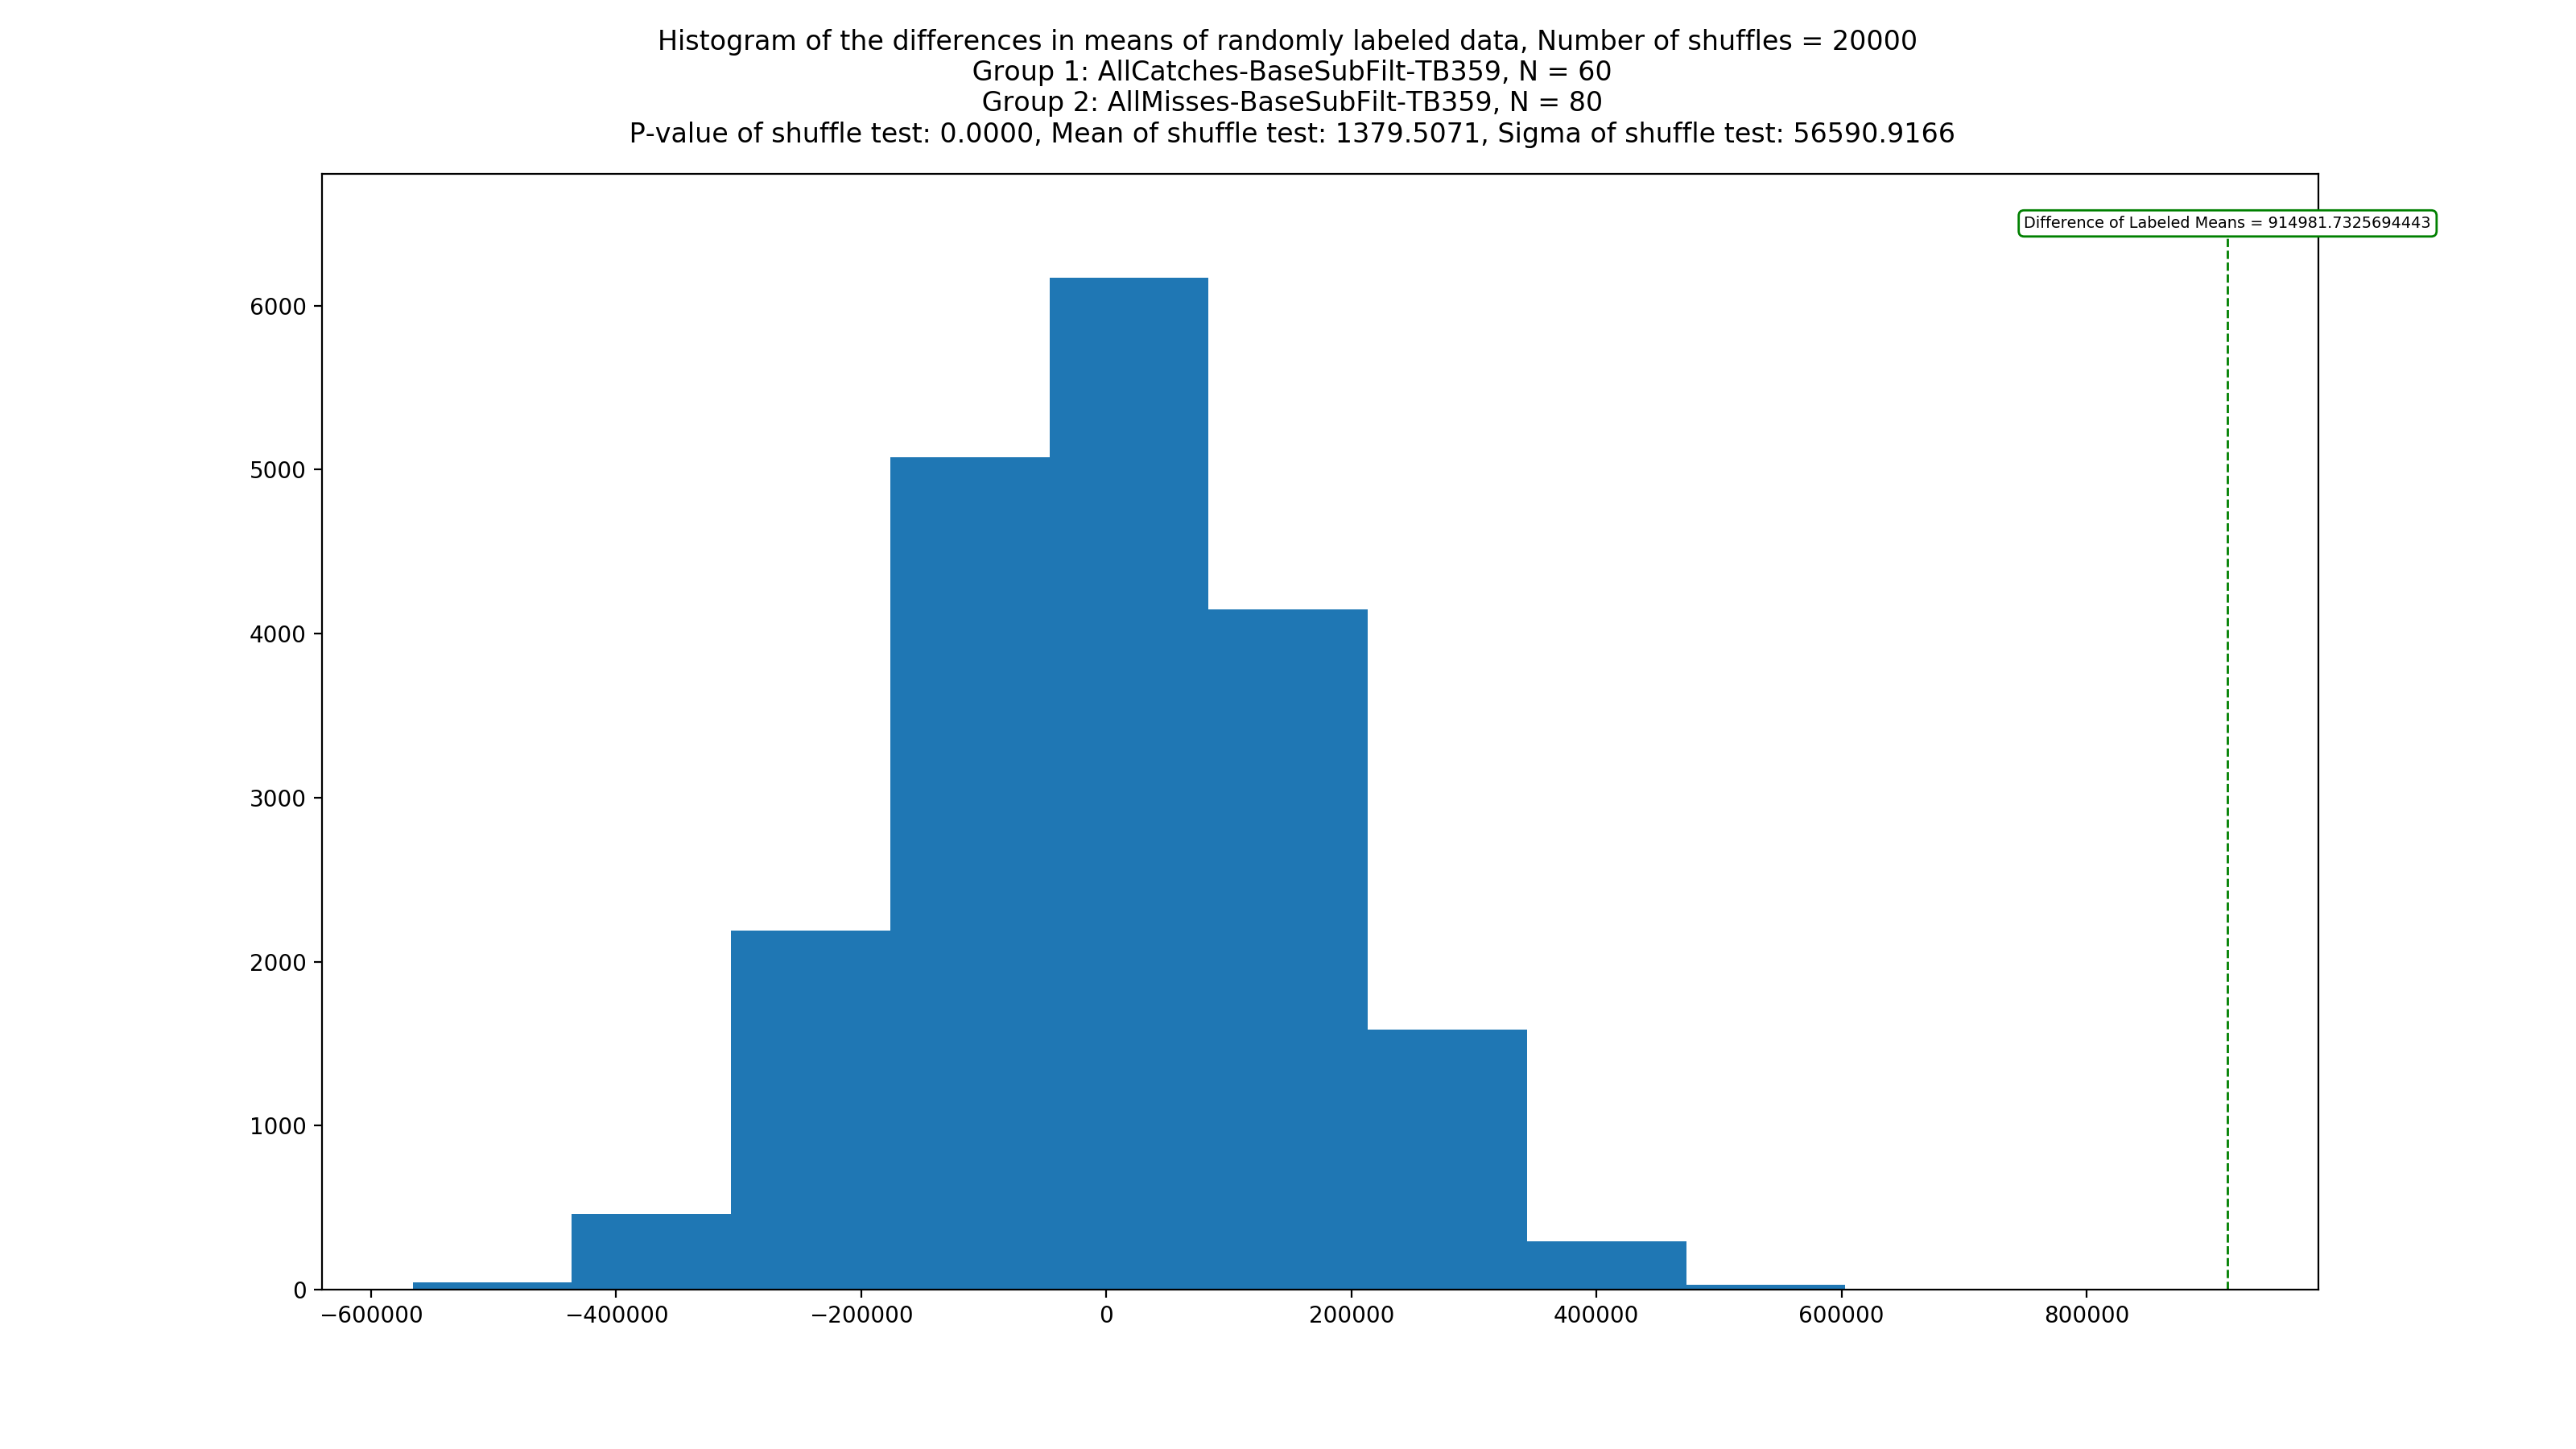 Histogram of the differences in means of randomly labeled data, Number of shuffles = 20000
Group 1: AllCatches-BaseSubFilt-TB359, N = 60
Group 2: AllMisses-BaseSubFilt-TB359, N = 80
P-value of shuffle test: 0.0000, Mean of shuffle test: 1379.5071, Sigma of shuffle test: 56590.9166
Difference of Labeled Means = 914981.7325694443
6000
5000
4000
3000
2000
1000
0
−600000 −400000 −200000 0 200000 400000 600000 800000